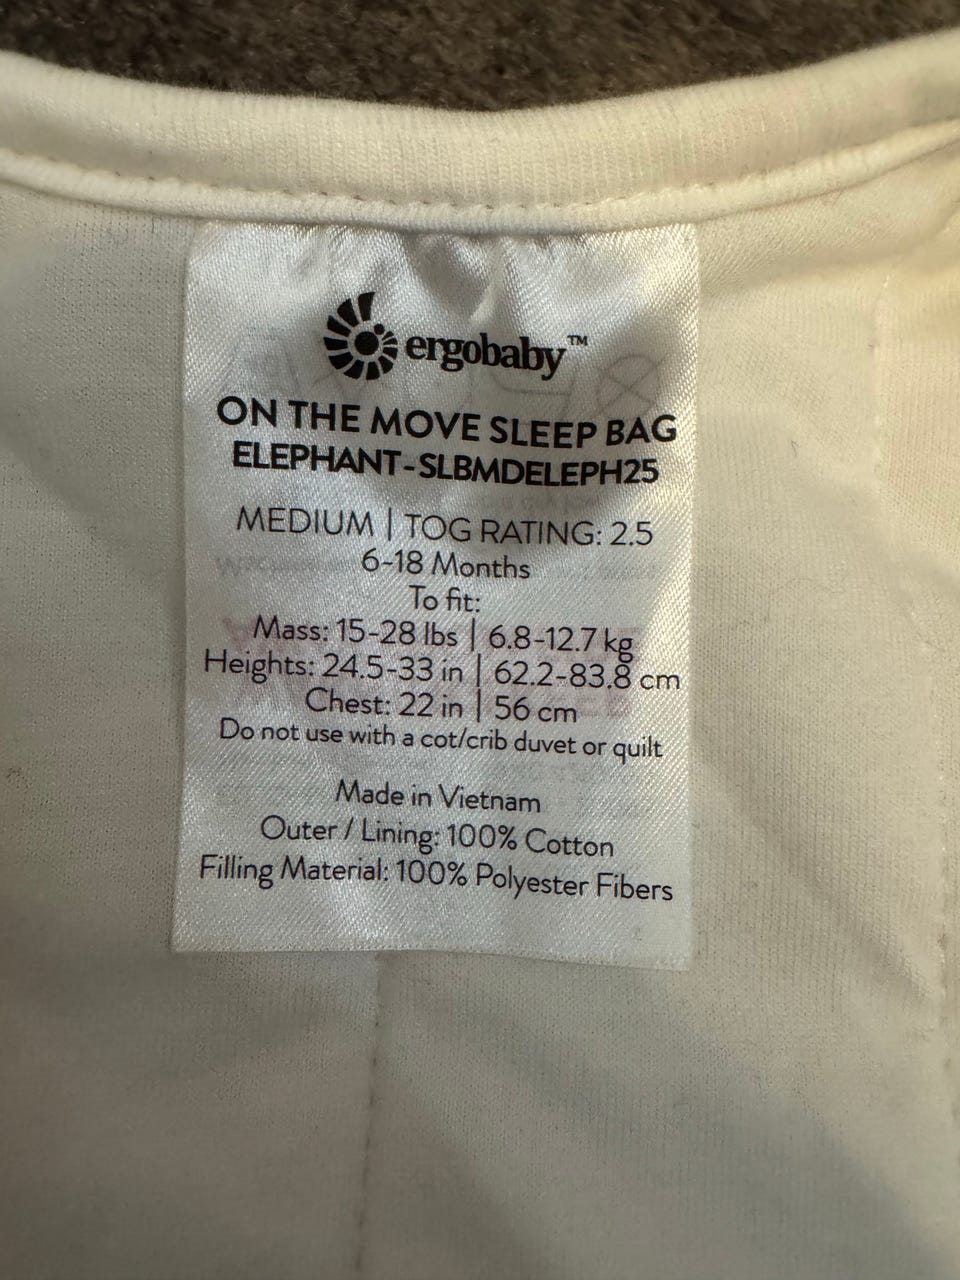 ergobaby™
ON THE MOVE SLEEP BAG
ELEPHANT-SLBMDELEPH25
MEDIUM | TOG RATING: 2.5
6-18 Months
To fit:
Mass: 15-28 lbs | 6.8-12.7 kg
Heights: 24.5-33 in | 62.2-83.8 cm
Chest: 22 in | 56 cm
Do not use with a cot/crib duvet or quilt
Made in Vietnam
Outer / Lining: 100% Cotton
Filling Material: 100% Polyester Fibers